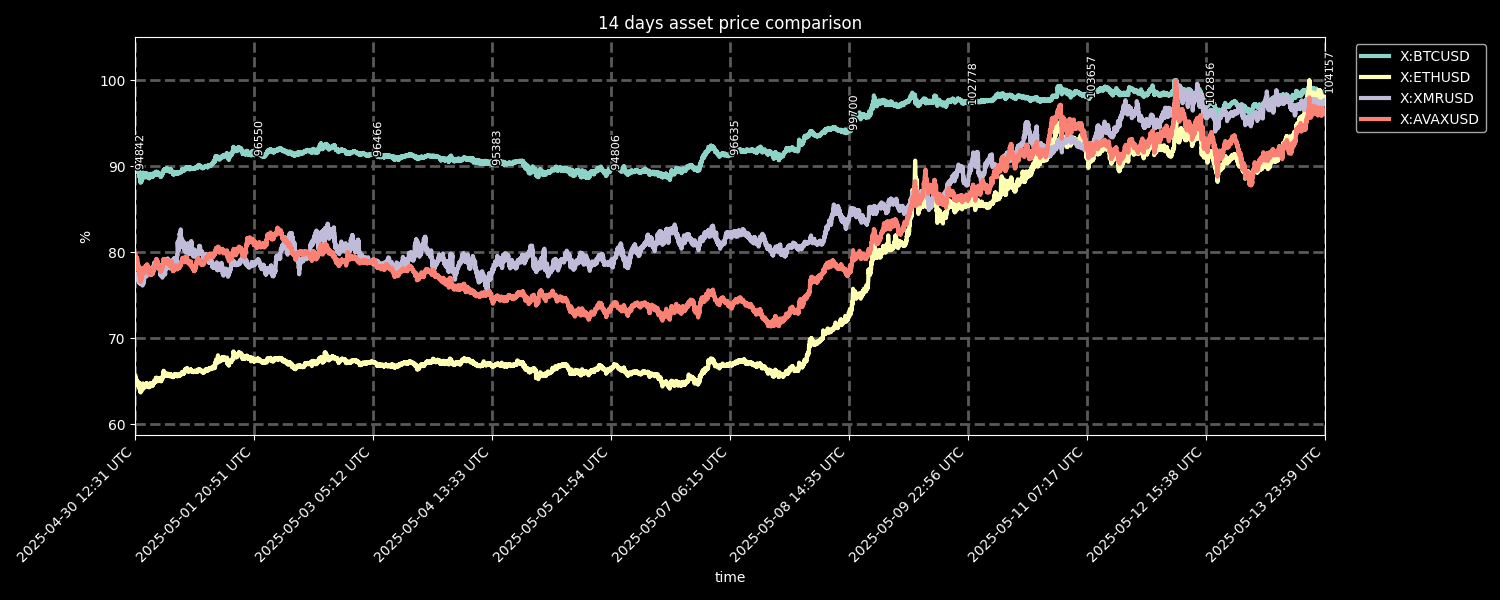 14 days asset price comparison
X:BTCUSD
X:ETHUSD
X:XMRUSD
X:AVAXUSD
100
90
80
70
60
%
94842
96550
96466
95383
94806
96635
99700
102778
103657
102856
104157
2025-04-30 12:31 UTC
2025-05-01 20:51 UTC
2025-05-03 05:12 UTC
2025-05-04 13:33 UTC
2025-05-05 21:54 UTC
2025-05-07 06:15 UTC
2025-05-08 14:35 UTC
2025-05-09 22:56 UTC
2025-05-11 07:17 UTC
2025-05-12 15:38 UTC
2025-05-13 23:59 UTC
time